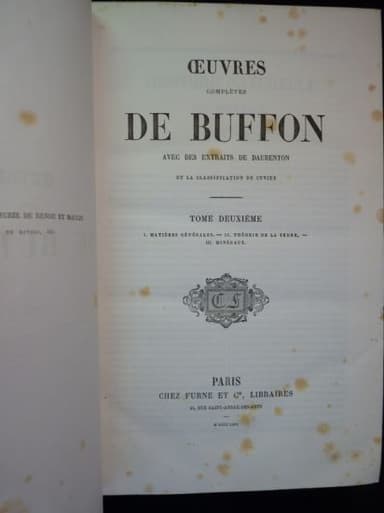 ŒUVRES
COMPLÈTES
DE BUFFON
AVEC DES EXTRAITS DE DAUBENTON
ET LA CLASSIFICATION DE CUVIER
TOME DEUXIÈME
I. MATIÈRES GÉNÉRALES. — II. THÉORIE DE LA TERRE. —
III. MINÉRAUX.
CF
PARIS
CHEZ FURNE ET Cie, LIBRAIRES
RUE SAINT-ANDRÉ-DES-ARTS